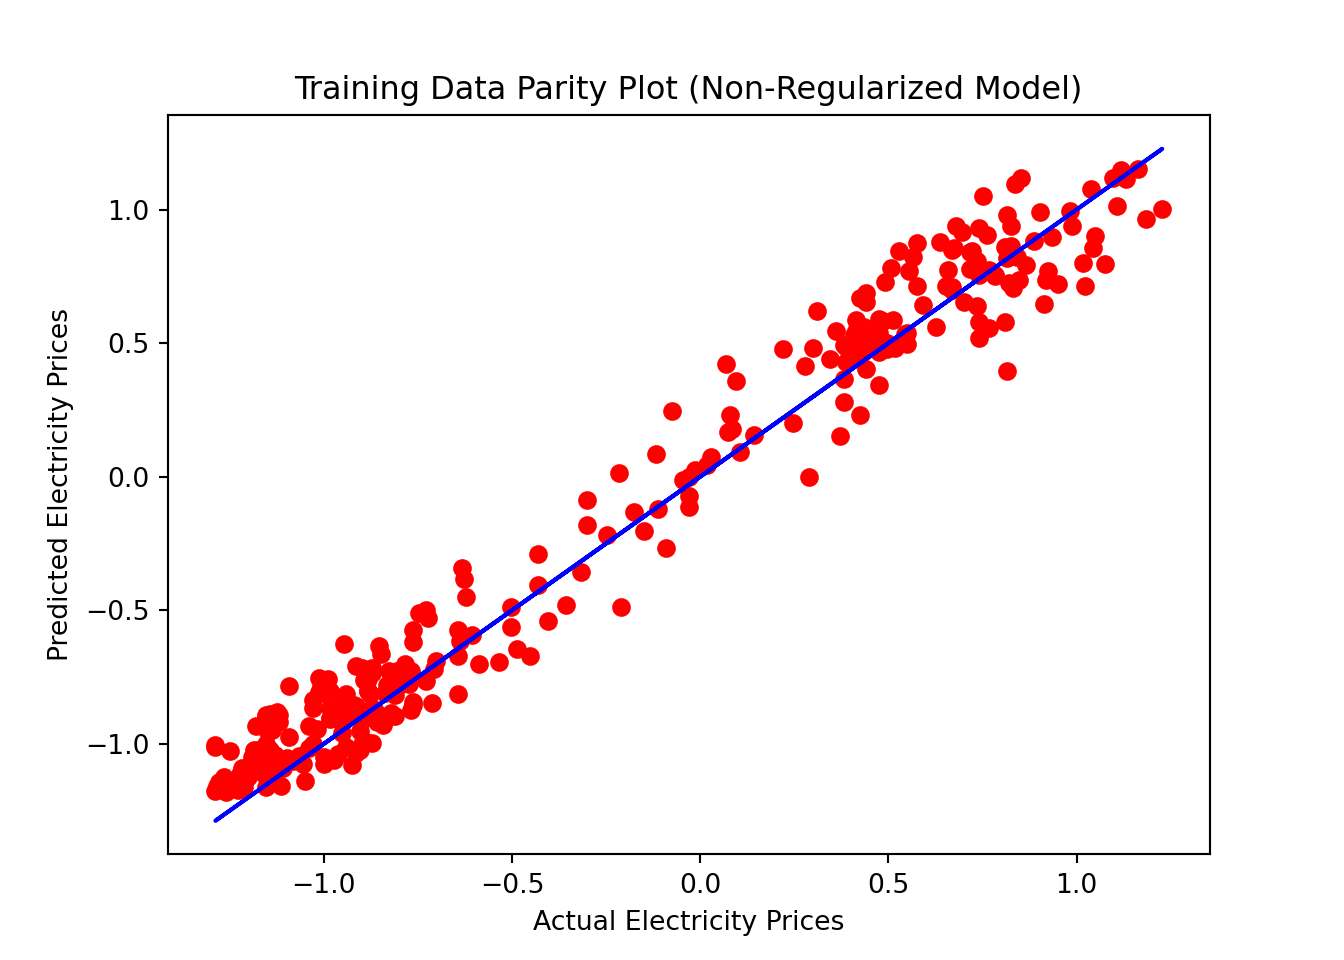 Training Data Parity Plot (Non-Regularized Model)
Predicted Electricity Prices
1.0
0.5
0.0
−0.5
−1.0
−1.0 −0.5 0.0 0.5 1.0
Actual Electricity Prices